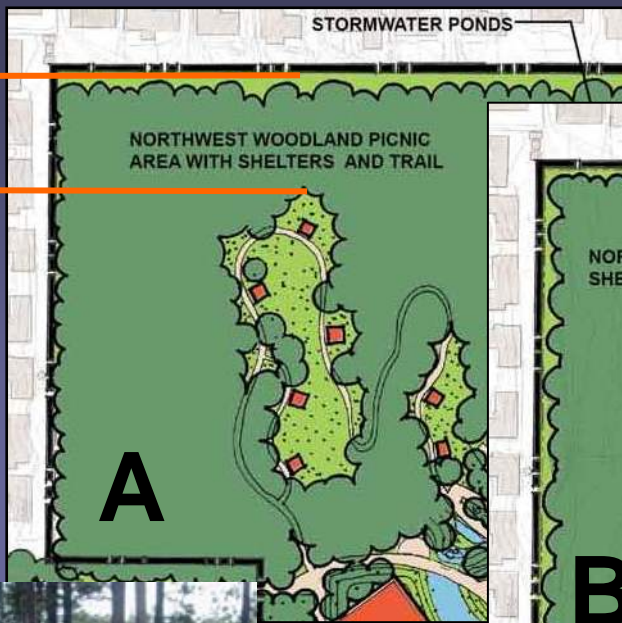 STORMWATER PONDS
NORTHWEST WOODLAND PICNIC
AREA WITH SHELTERS AND TRAIL
A
B